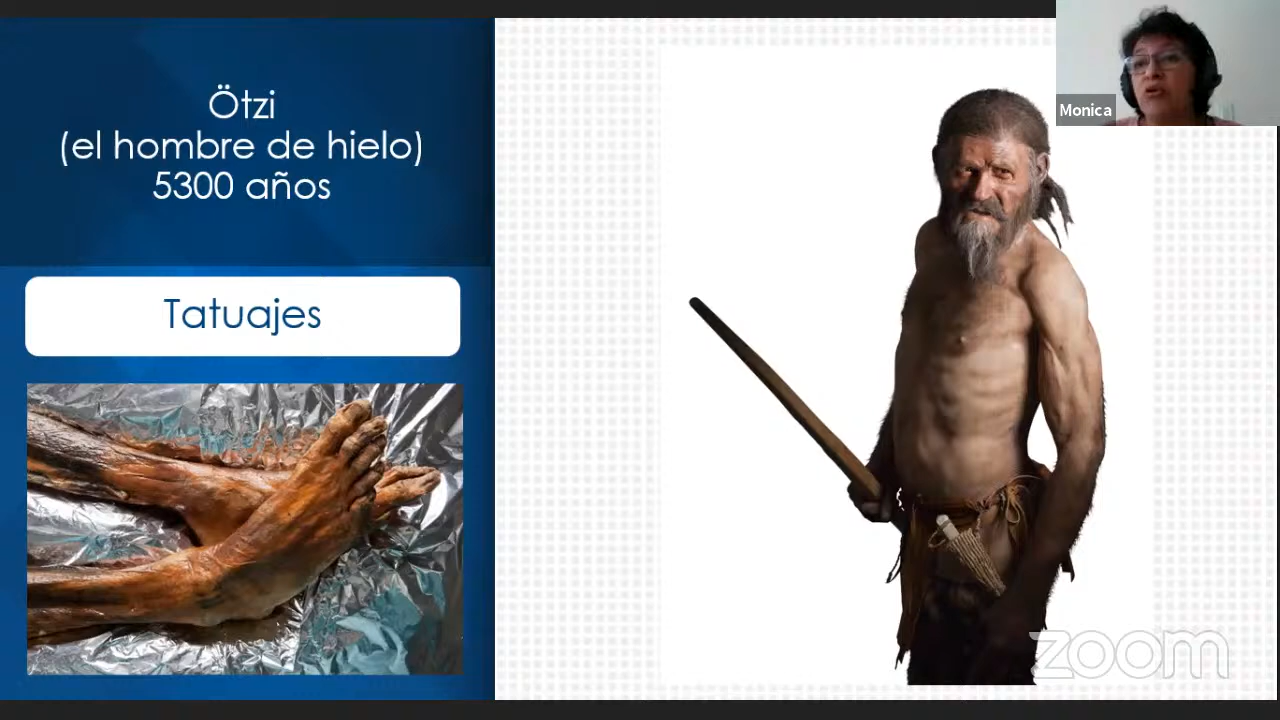 Ötzi
(el hombre de hielo)
5300 años
Tatuajes
Monica
zoom